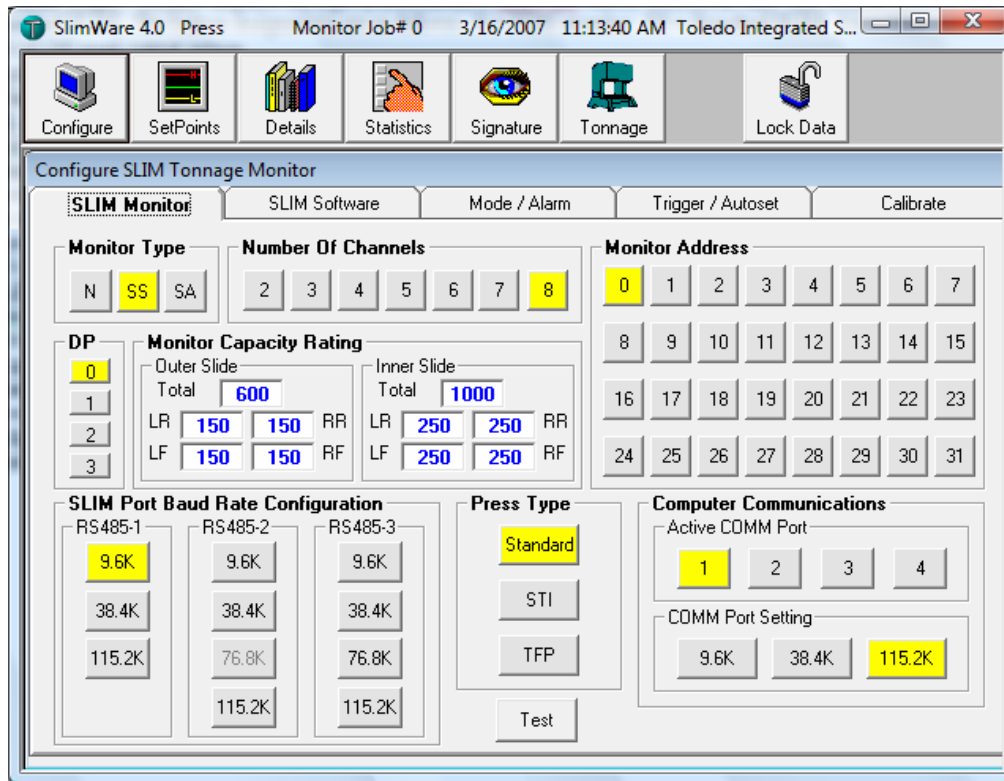 SlimWare 4.0 Press Monitor Job# 0 3/16/2007 11:13:40 AM Toledo Integrated S...
Configure SetPoints Details Statistics Signature Tonnage Lock Data
Configure SLIM Tonnage Monitor
SLIM Monitor SLIM Software Mode / Alarm Trigger / Autoset Calibrate
Monitor Type
N SS SA
Number Of Channels
2 3 4 5 6 7 8
Monitor Address
0 1 2 3 4 5 6 7
8 9 10 11 12 13 14 15
16 17 18 19 20 21 22 23
24 25 26 27 28 29 30 31
DP
0
1
2
3
Monitor Capacity Rating
Outer Slide
Total 600
LR 150 150 RR
LF 150 150 RF
Inner Slide
Total 1000
LR 250 250 RR
LF 250 250 RF
SLIM Port Baud Rate Configuration
RS485-1
9.6K
38.4K
115.2K
RS485-2
9.6K
38.4K
76.8K
115.2K
RS485-3
9.6K
38.4K
76.8K
115.2K
Press Type
Standard
STI
TFP
Test
Computer Communications
Active COMM Port
1 2 3 4
COMM Port Setting
9.6K 38.4K 115.2K